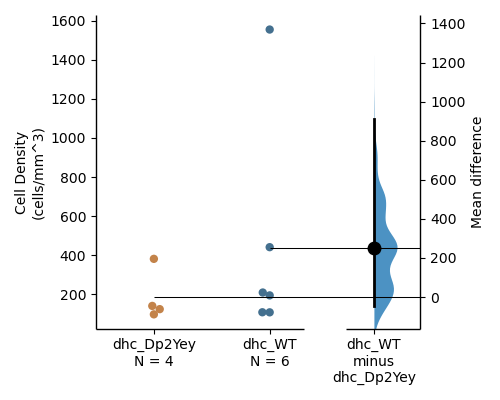 1600
1400
1200
1000
800
600
400
200
Cell Density
(cells/mm^3)
dhc_Dp2Yey
N = 4
dhc_WT
N = 6
dhc_WT
minus
dhc_Dp2Yey
1400
1200
1000
800
600
400
200
0
Mean difference